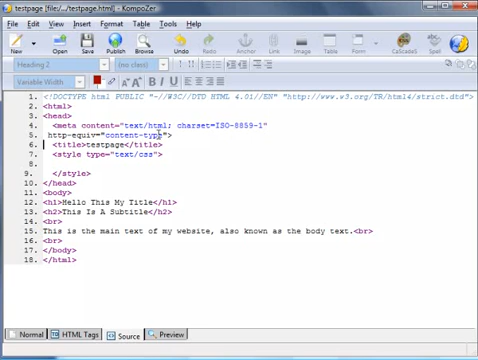 testpage [file:/.../testpage.html] - KompoZer
File Edit View Insert Format Table Tools Help
New Open Save Publish Browse Undo Redo Anchor Link Image Table Form CaScadeS
Heading 2 (no class)
Variable Width A A B I U
1. <!DOCTYPE html PUBLIC "-//W3C//DTD HTML 4.01//EN" "http://www.w3.org/TR/html4/strict.dtd">
2. <html>
3. <head>
4. <meta content="text/html; charset=ISO-8859-1"
5. http-equiv="content-type">
6. <title>testpage</title>
7. <style type="text/css">
8.
9. </style>
10. </head>
11. <body>
12. <h1>Hello This My Title</h1>
13. <h2>This Is A Subtitle</h2>
14. <br>
15. This is the main text of my website, also known as the body text.<br>
16. <br>
17. </body>
18. </html>
Normal HTML Tags Source Preview